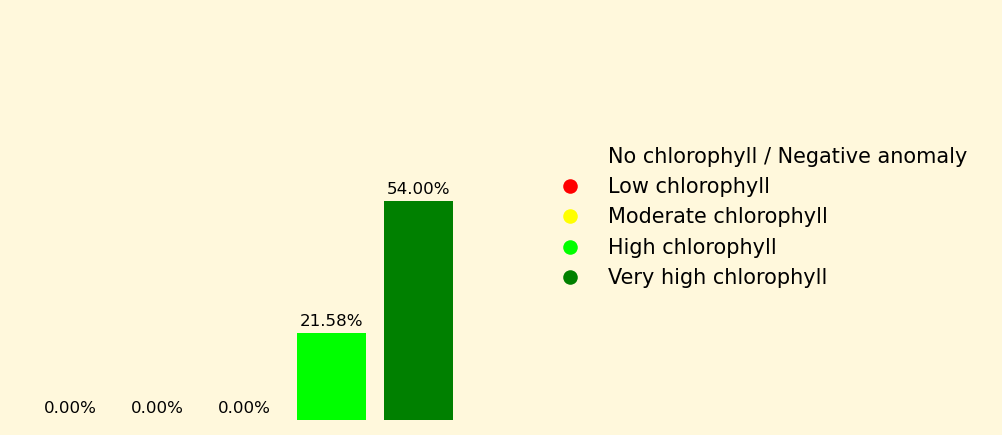 54.00%
21.58%
0.00% 0.00% 0.00%
No chlorophyll / Negative anomaly
Low chlorophyll
Moderate chlorophyll
High chlorophyll
Very high chlorophyll